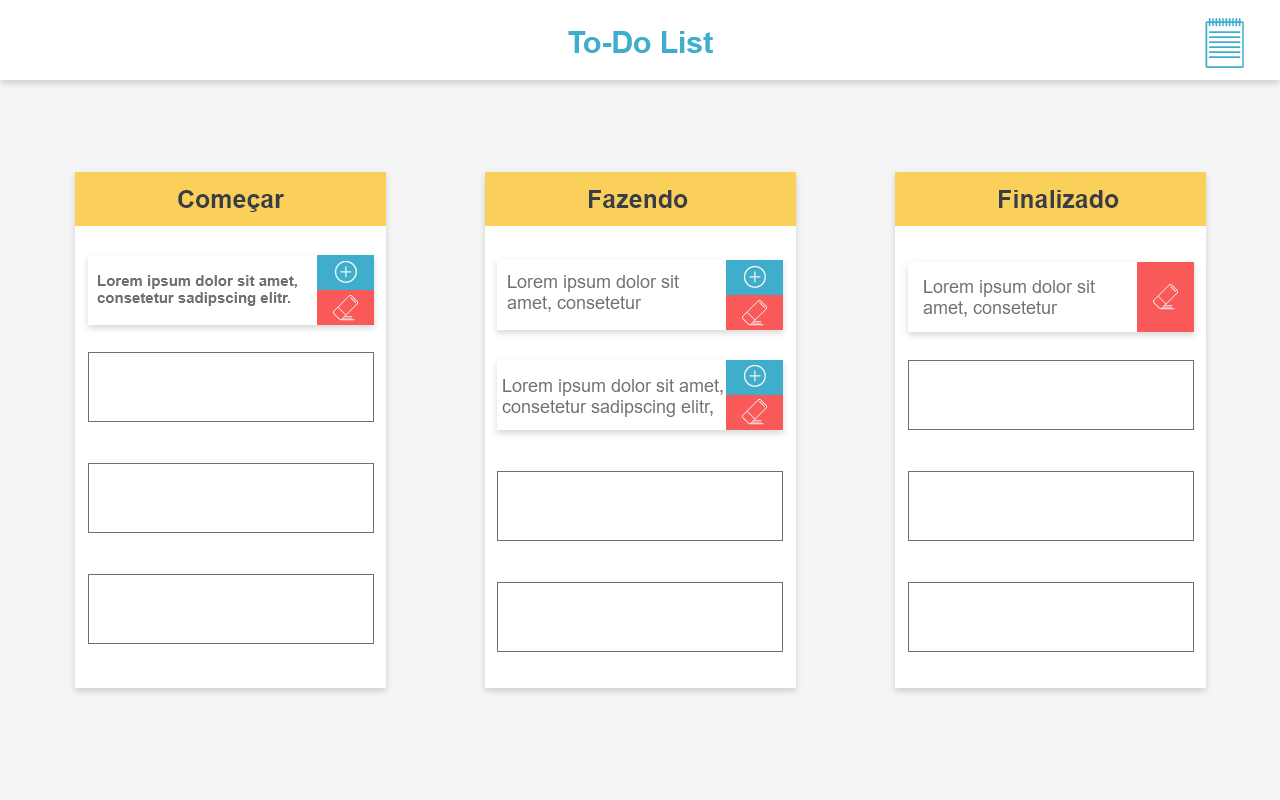 To-Do List
Começar
Lorem ipsum dolor sit amet,
consetetur sadipscing elitr.
Fazendo
Lorem ipsum dolor sit
amet, consetetur
Lorem ipsum dolor sit amet,
consetetur sadipscing elitr,
Finalizado
Lorem ipsum dolor sit
amet, consetetur